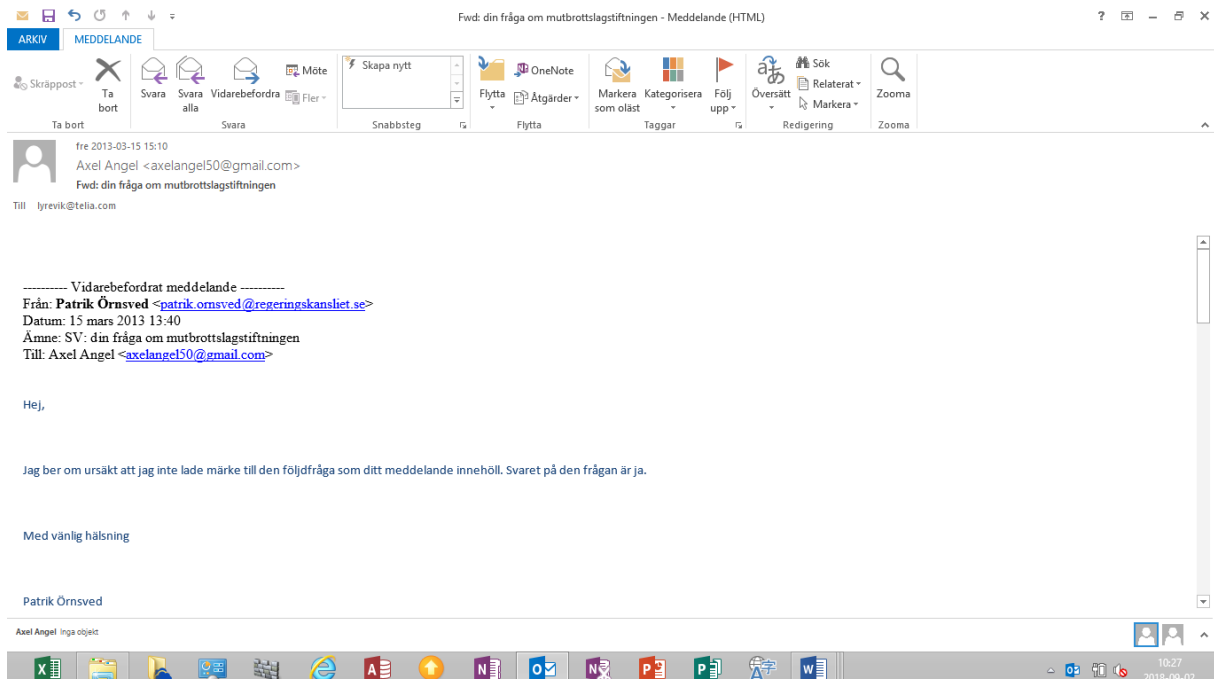 Fwd: din fråga om mutbrottslagstiftningen - Meddelande (HTML)
ARKIV MEDDELANDE
Skräppost
Ta bort
Svara
Svara alla
Vidarebefordra
Möte
Fler
Skapa nytt
Flytta
OneNote
Åtgärder
Markera som oläst
Kategorisera
Följ upp
Översätt
Sök
Relaterat
Markera
Zooma
Ta bort Svara Snabbsteg Flytta Taggar Redigering Zooma
fre 2013-03-15 15:10
Axel Angel <axelangel50@gmail.com>
Fwd: din fråga om mutbrottslagstiftningen
Till lyrevik@telia.com
---------- Vidarebefordrat meddelande ----------
Från: Patrik Örnsved <patrik.ornsved@regeringskansliet.se>
Datum: 15 mars 2013 13:40
Ämne: SV: din fråga om mutbrottslagstiftningen
Till: Axel Angel <axelangel50@gmail.com>
Hej,
Jag ber om ursäkt att jag inte lade märke till den följdfråga som ditt meddelande innehöll. Svaret på den frågan är ja.
Med vänlig hälsning
Patrik Örnsved
Axel Angel Inga objekt
10:27
2018-09-02